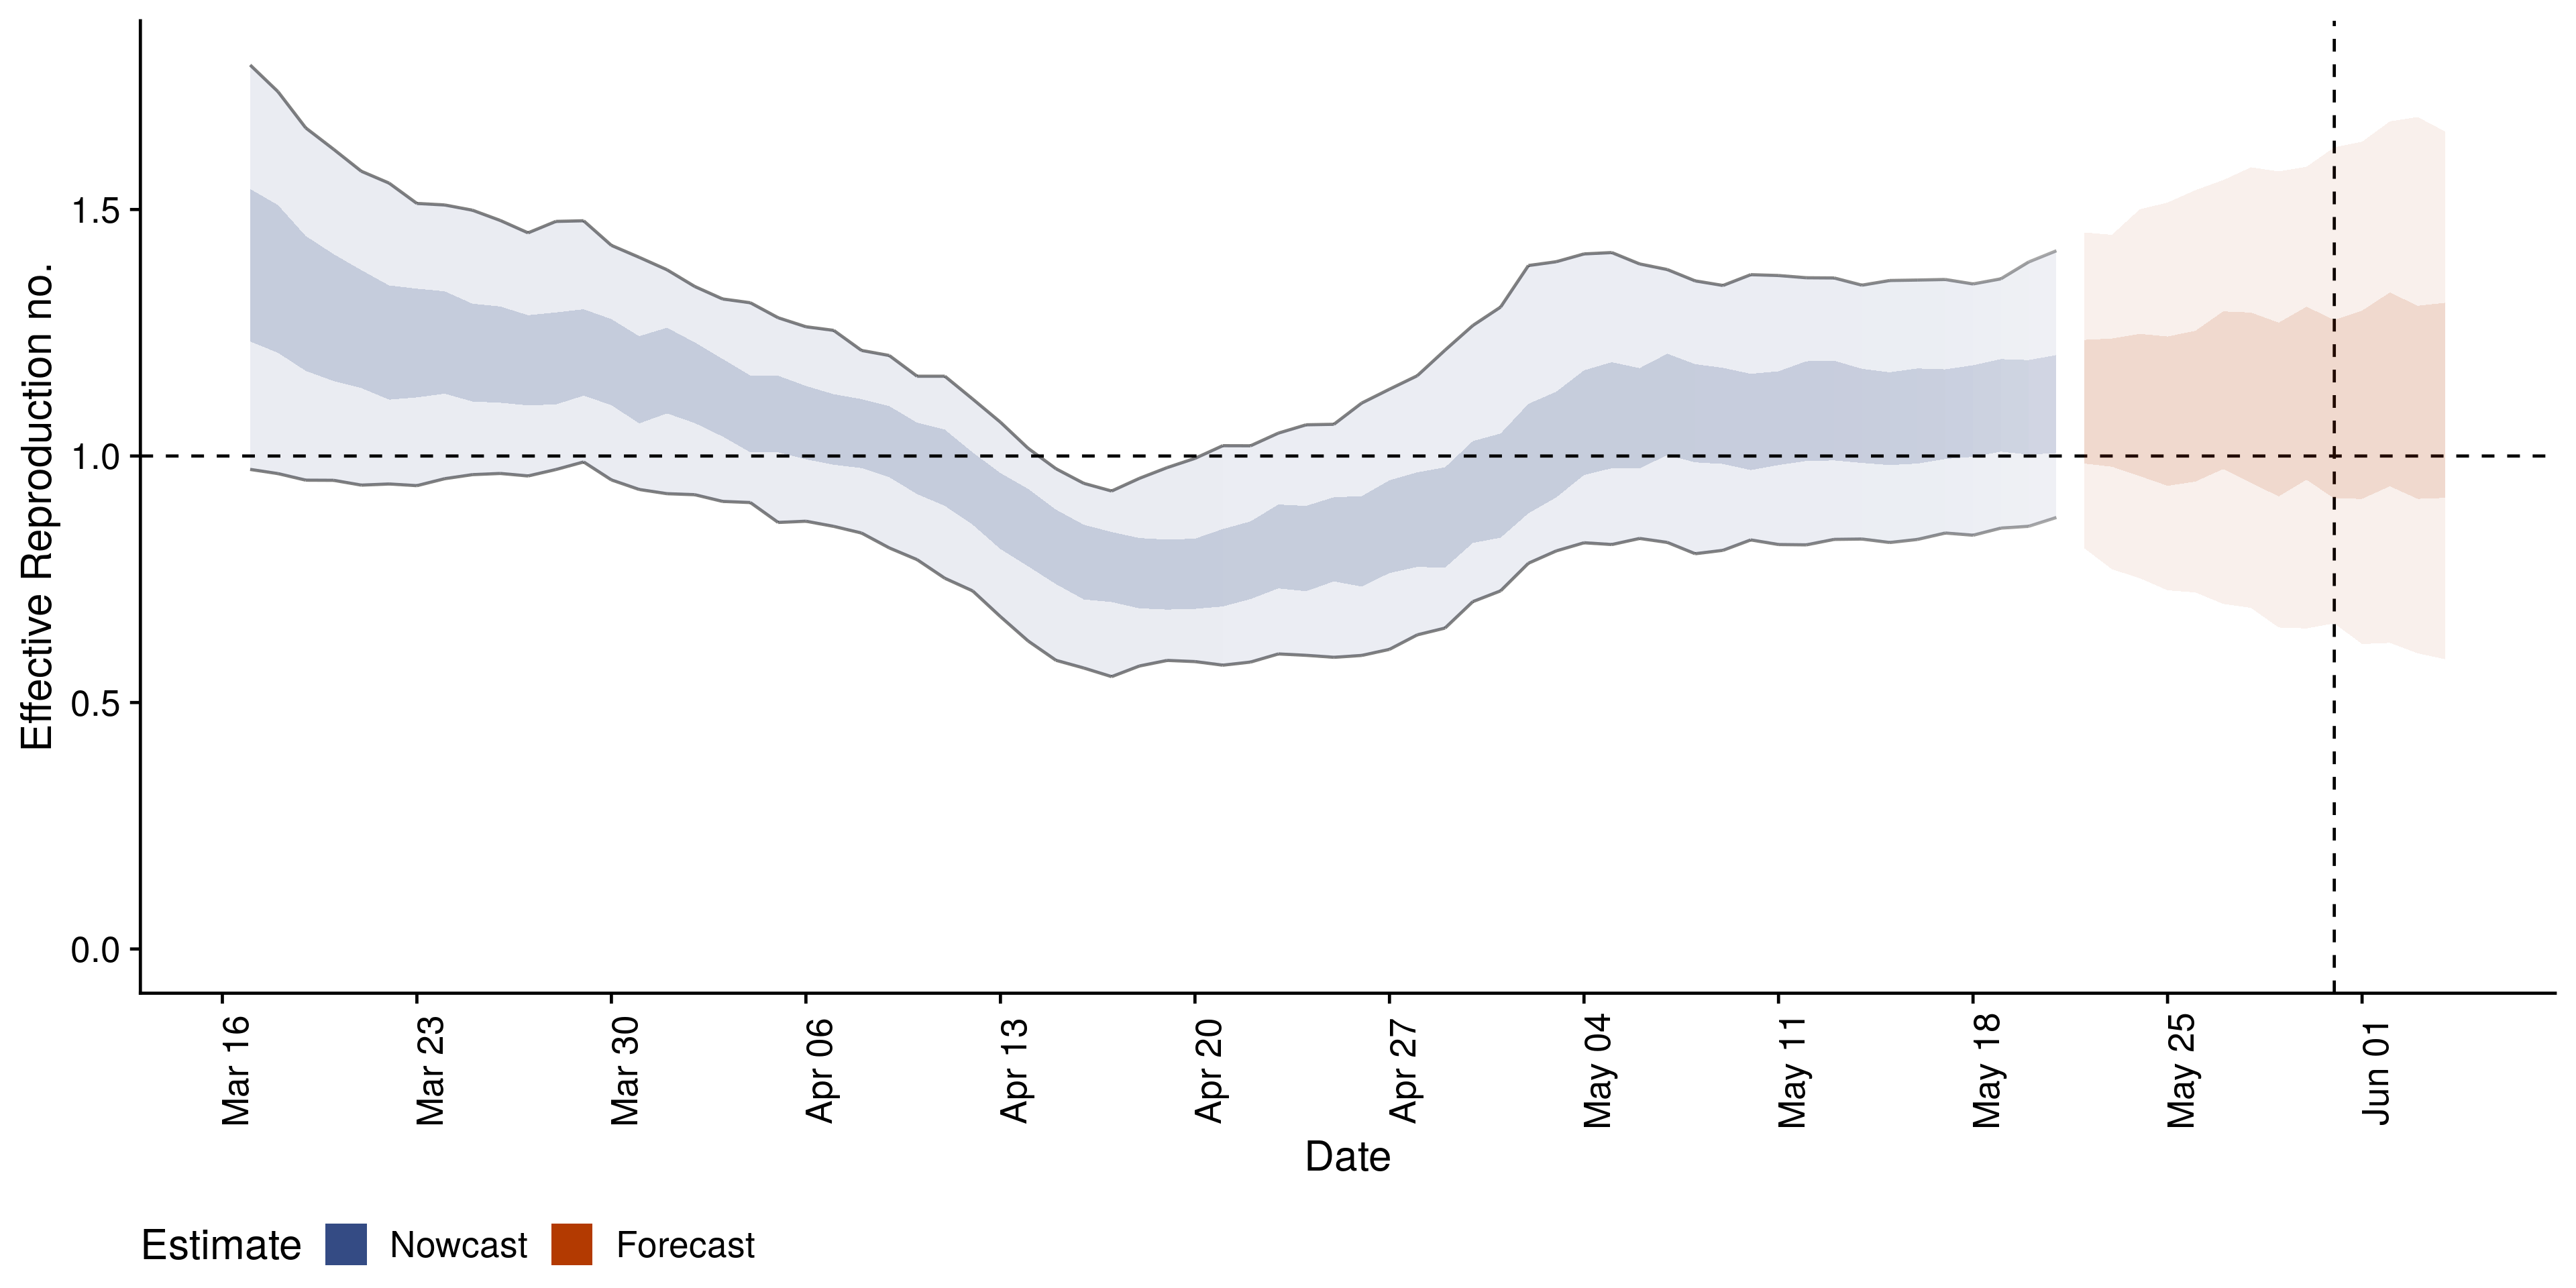 Effective Reproduction no.
1.5
1.0
0.5
0.0
Mar 16
Mar 23
Mar 30
Apr 06
Apr 13
Apr 20
Apr 27
May 04
May 11
May 18
May 25
Jun 01
Date
Estimate Nowcast Forecast